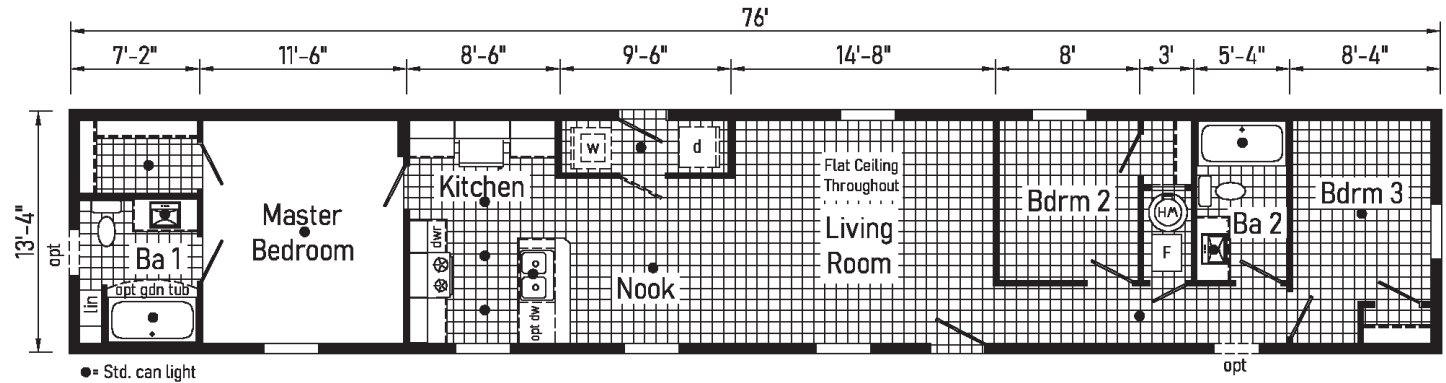 76'
7'-2"
11'-6"
8'-6"
9'-6"
14'-8"
8'
3'
5'-4"
8'-4"
13'-4"
opt
w
d
Kitchen
Flat Ceiling
Throughout
Bdrm 2
HW
Bdrm 3
Master
Bedroom
dwr
Living
Room
Ba 2
Ba 1
F
Nook
opt gdn tub
lin
opt dw
opt
●= Std. can light